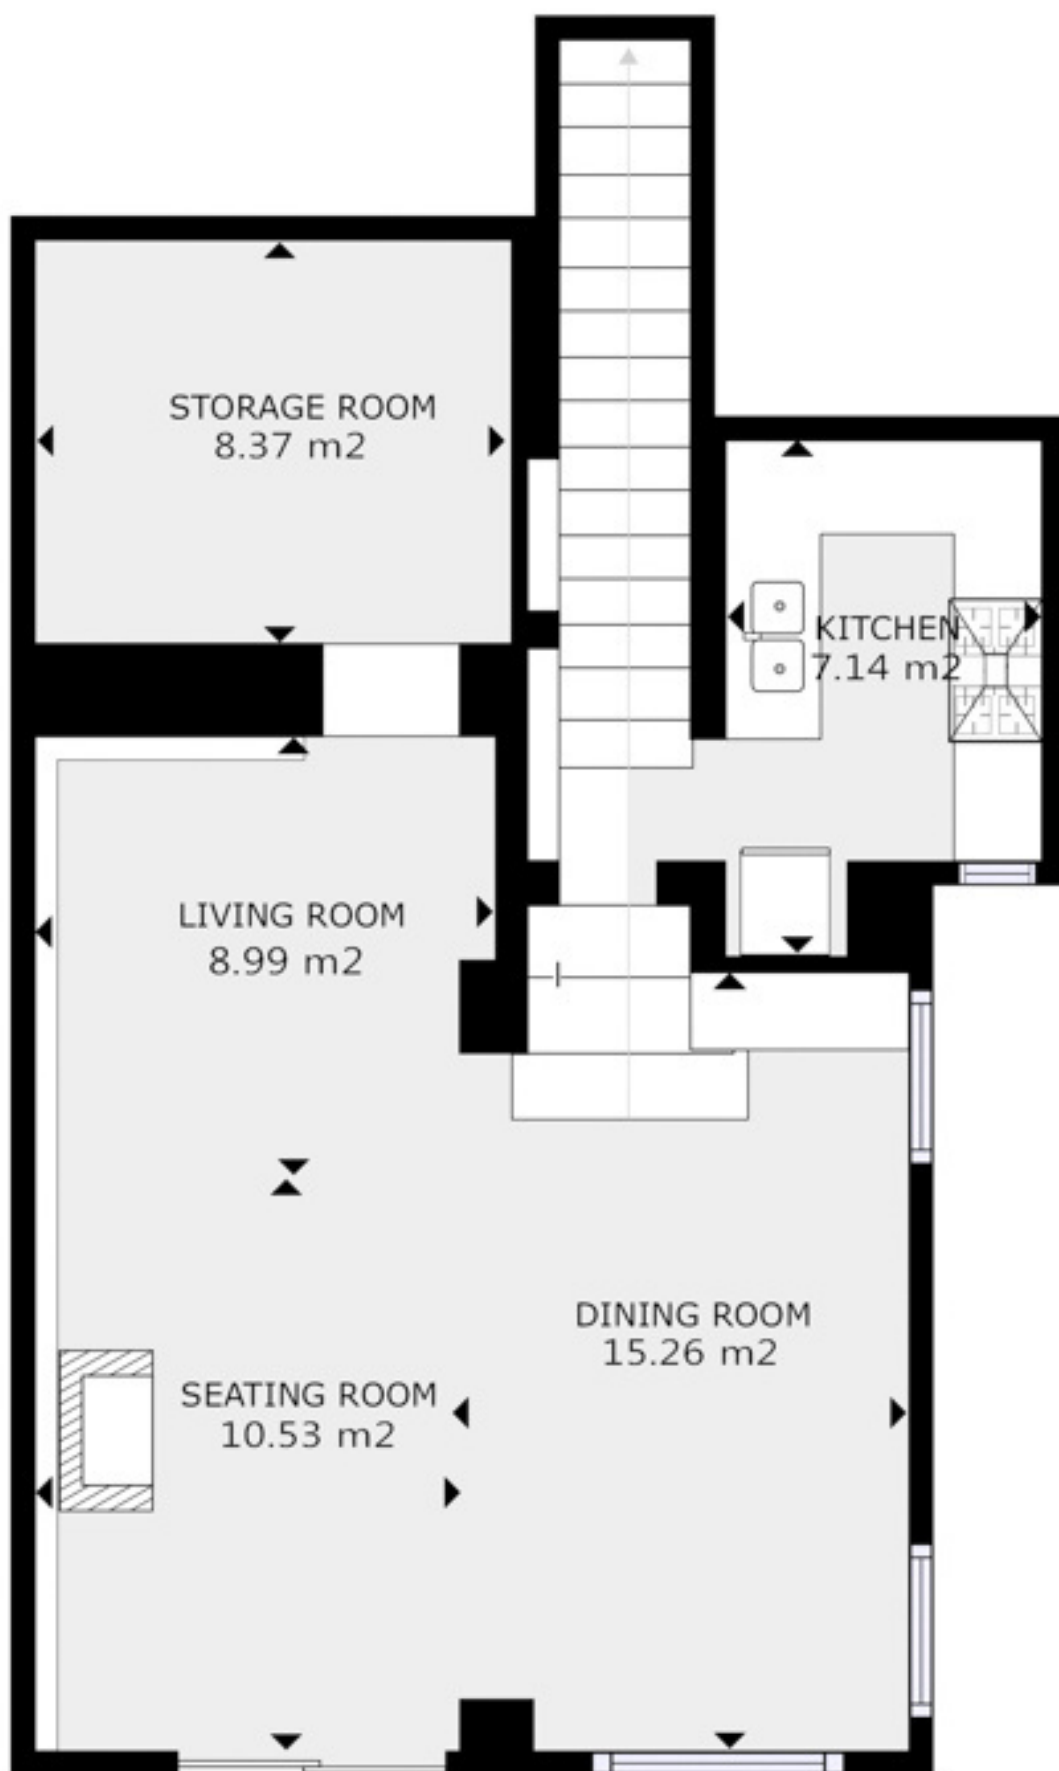 STORAGE ROOM
8.37 m2
KITCHEN
7.14 m2
LIVING ROOM
8.99 m2
DINING ROOM
15.26 m2
SEATING ROOM
10.53 m2